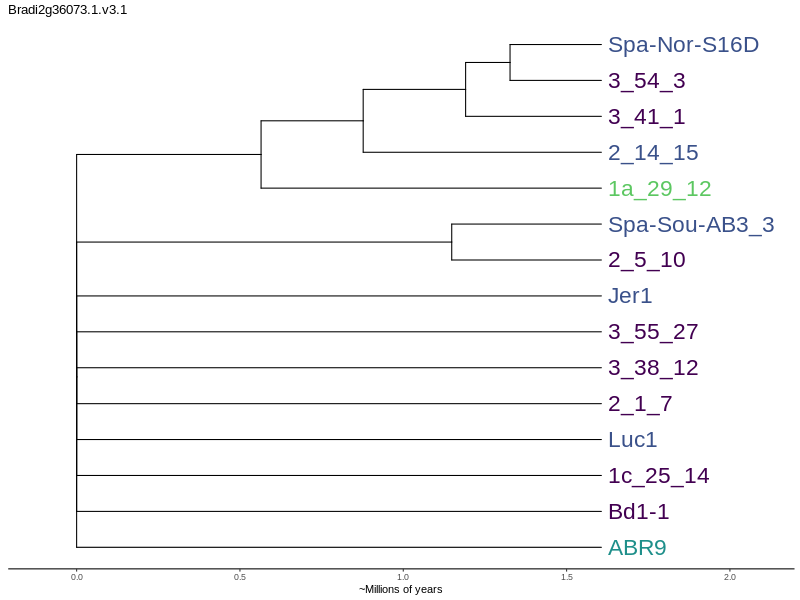 Bradi2g36073.1.v3.1
Spa-Nor-S16D
3_54_3
3_41_1
2_14_15
1a_29_12
Spa-Sou-AB3_3
2_5_10
Jer1
3_55_27
3_38_12
2_1_7
Luc1
1c_25_14
Bd1-1
ABR9
0.0 0.5 1.0 1.5 2.0
~Millions of years